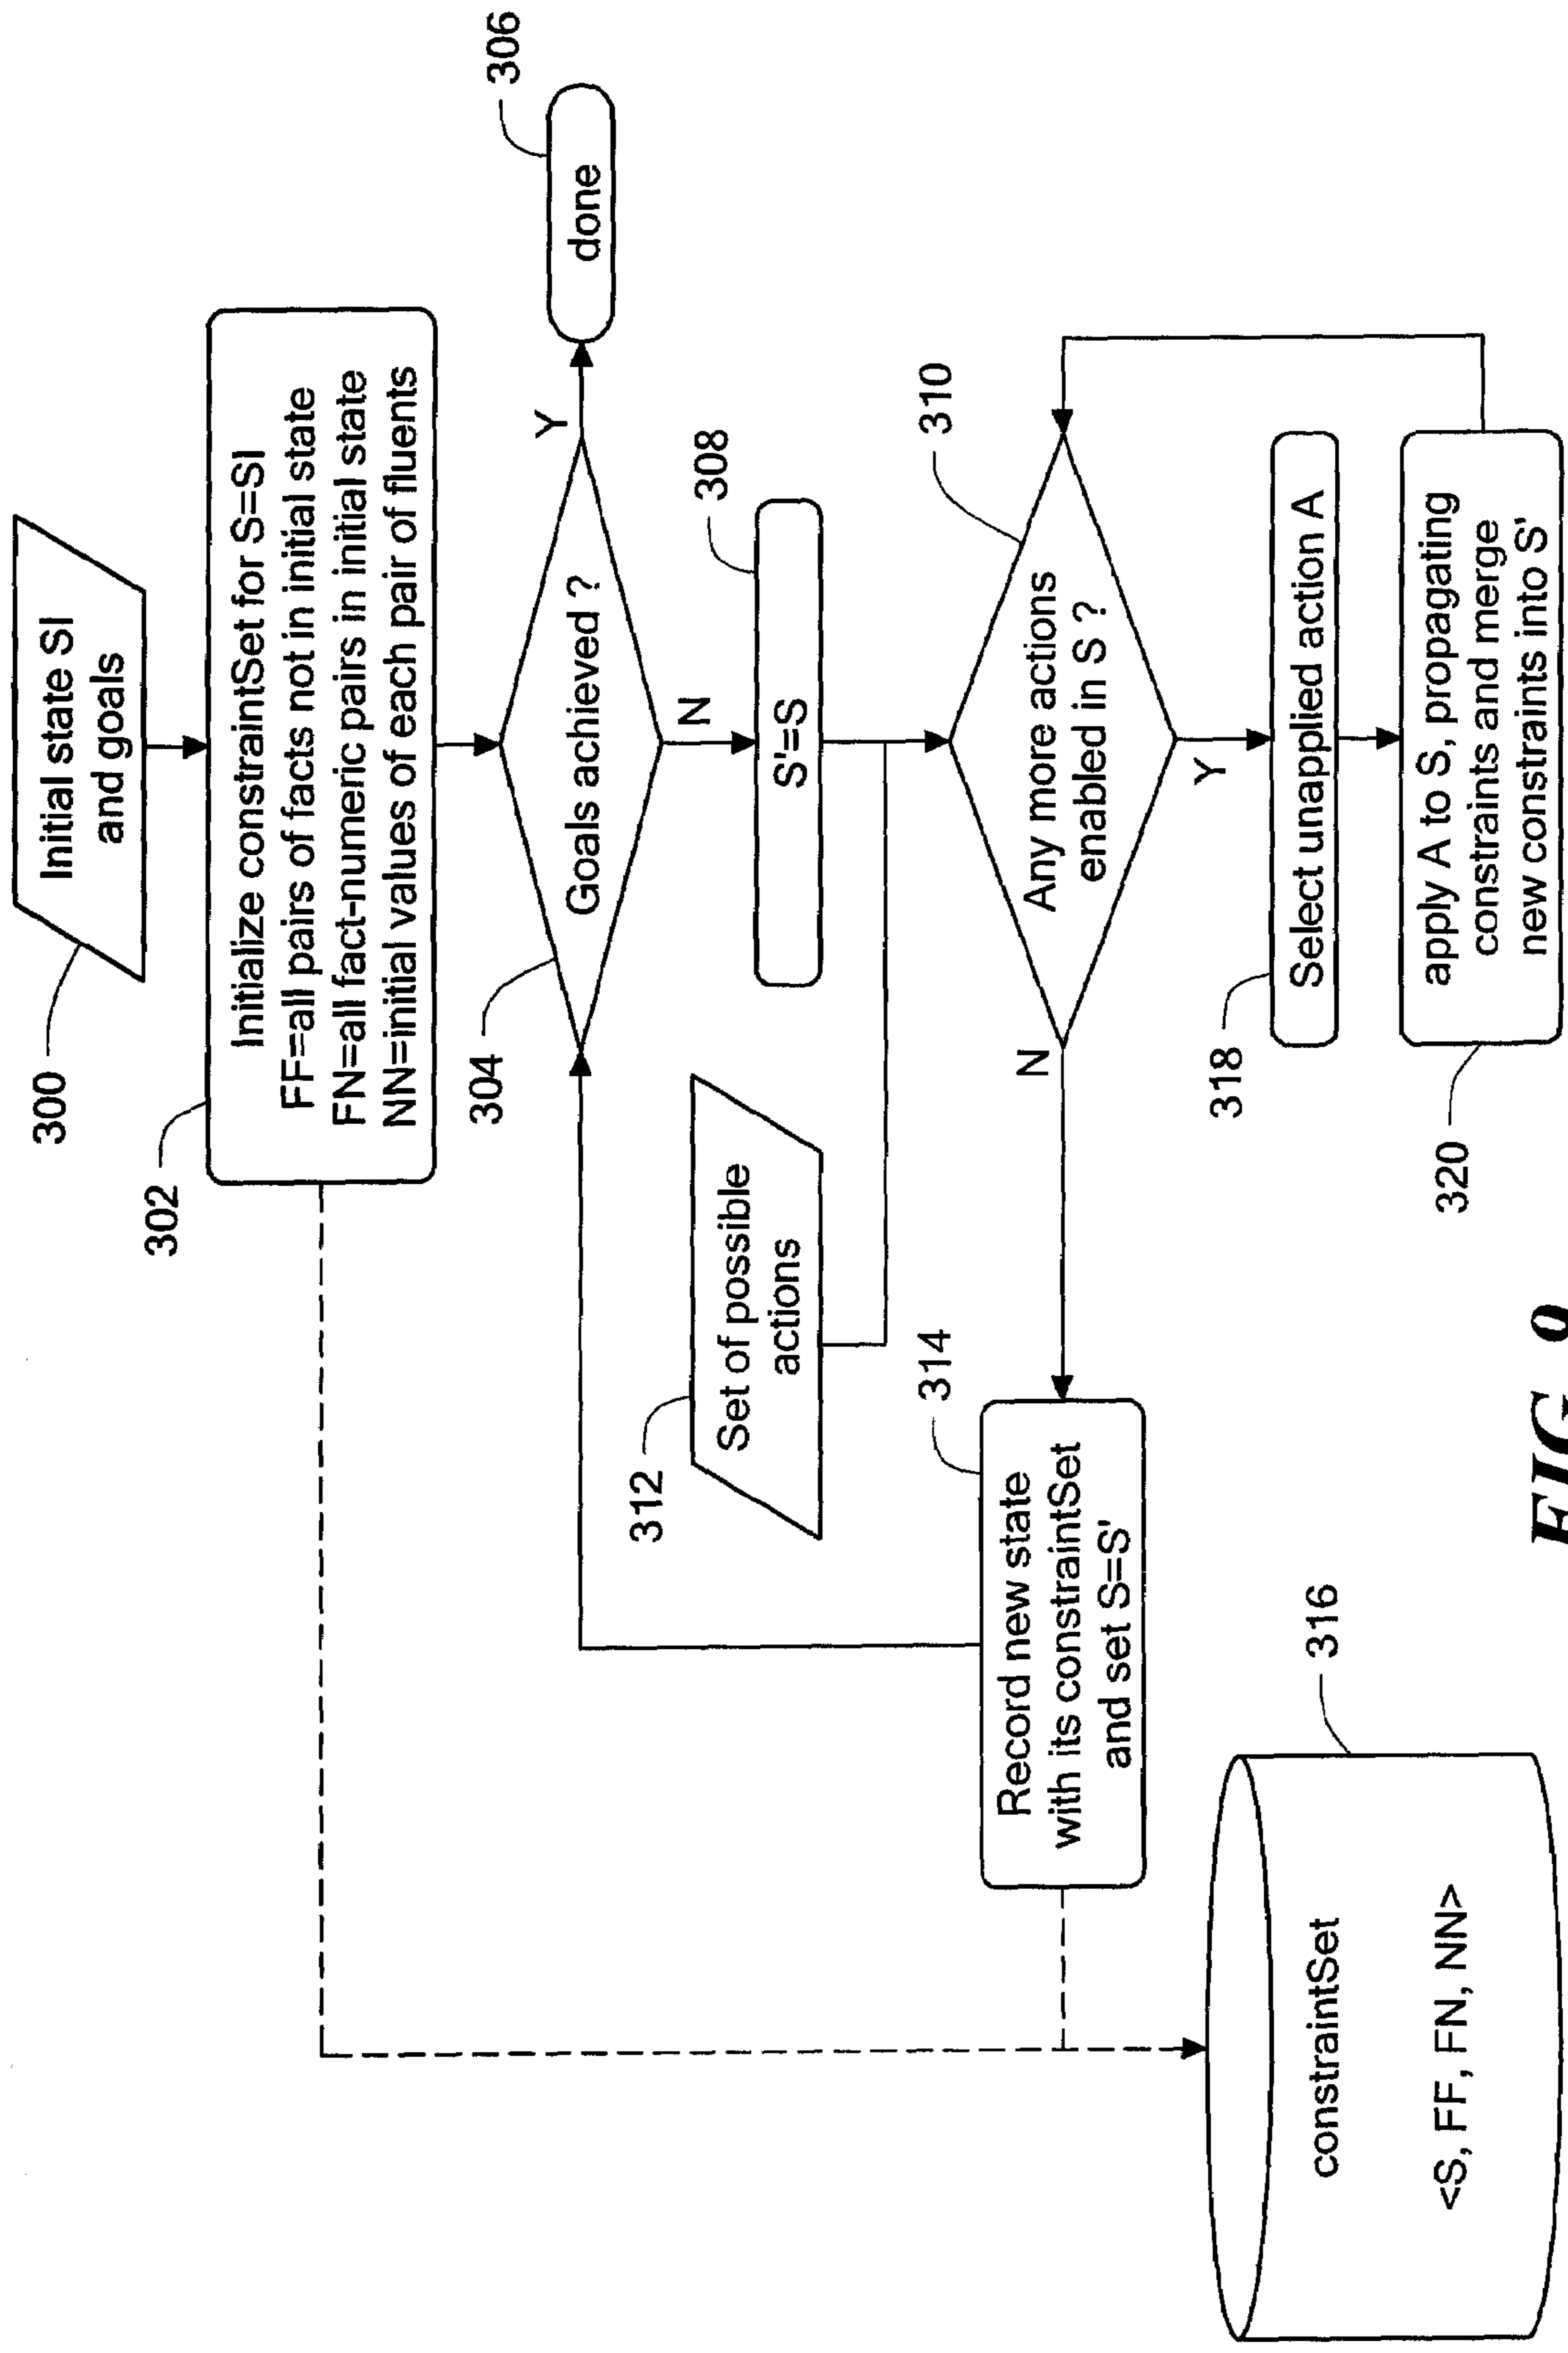 300
Initial state SI
and goals
302
Initialize constraintSet for S=SI
FF=all pairs of facts not in initial state
FN=all fact-numeric pairs in initial state
NN=initial values of each pair of fluents
304
Goals achieved ?
Y
306
done
N
308
S'=S
312
Set of possible
actions
310
Any more actions
enabled in S ?
N
Y
314
Record new state
with its constraintSet
and set S=S'
318
Select unapplied action A
320
apply A to S, propagating
constraints and merge
new constraints into S'
316
constraintSet
<S, FF, FN, NN>
FIG.